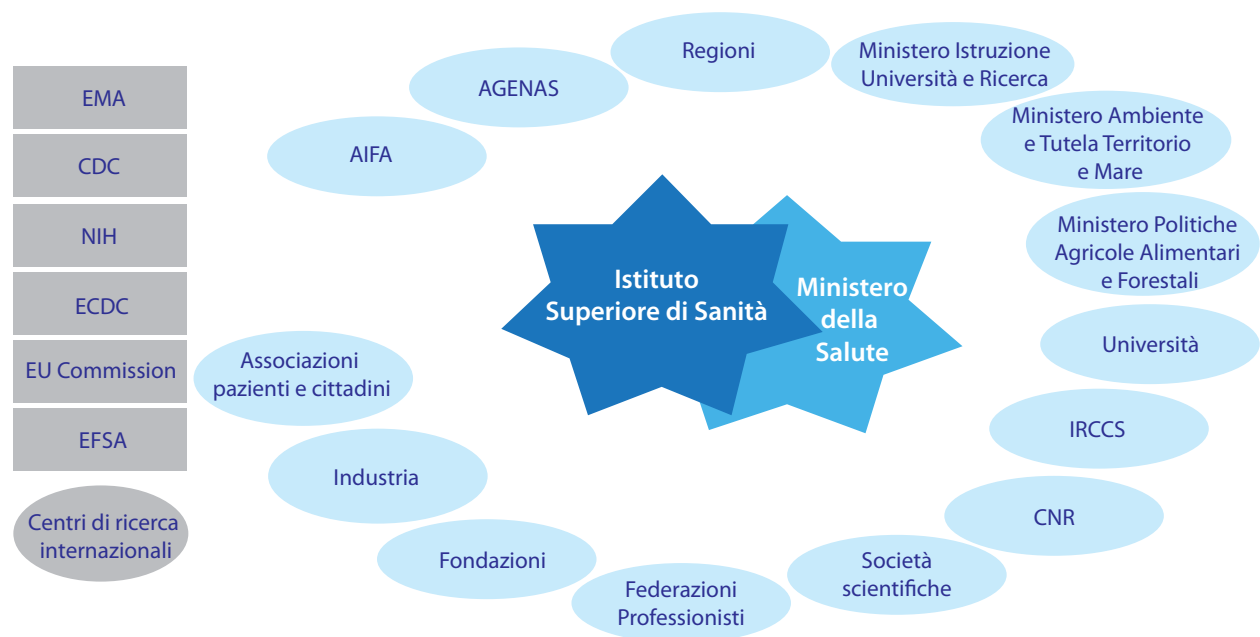 EMA
CDC
NIH
ECDC
EU Commission
EFSA
Centri di ricerca
internazionali
AIFA
AGENAS
Regioni
Ministero Istruzione
Università e Ricerca
Ministero Ambiente
e Tutela Territorio
e Mare
Ministero Politiche
Agricole Alimentari
e Forestali
Università
IRCCS
CNR
Società
scientifiche
Federazioni
Professionisti
Fondazioni
Industria
Associazioni
pazienti e cittadini
Istituto
Superiore di Sanità
Ministero
della
Salute